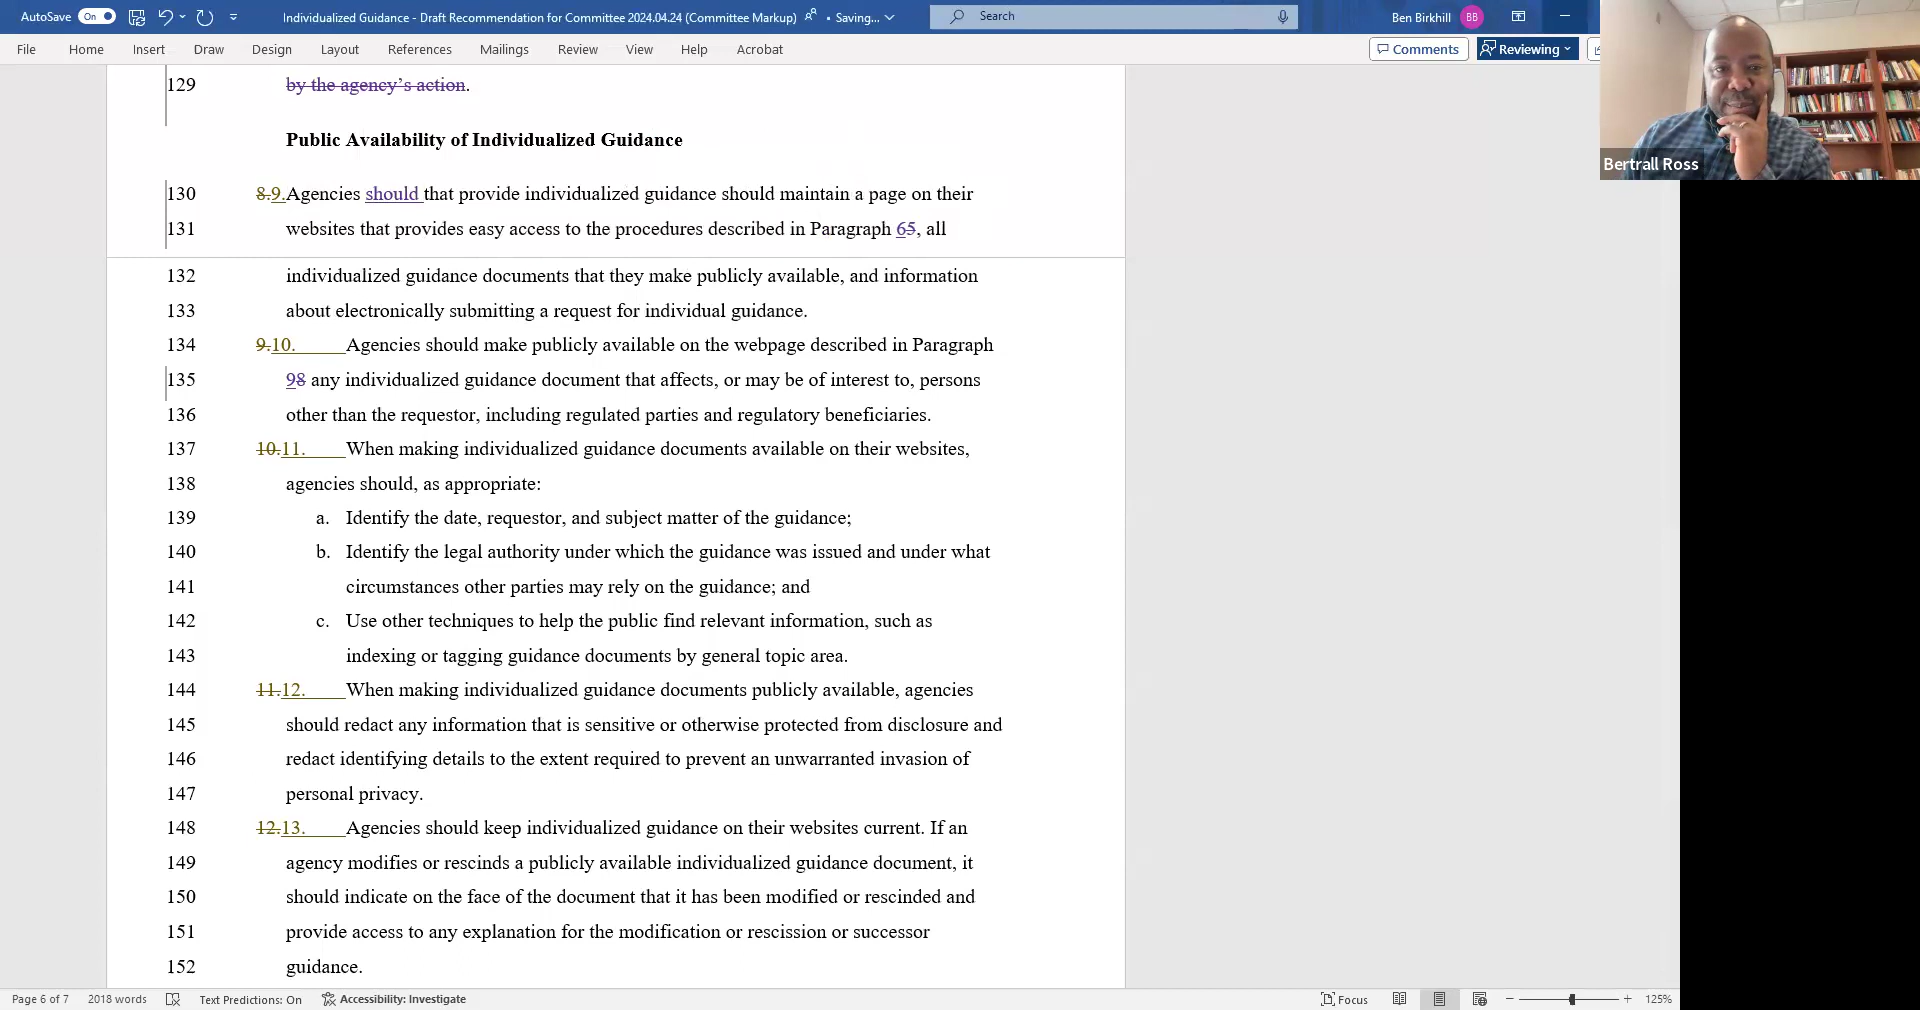 AutoSave On Individualized Guidance - Draft Recommendation for Committee 2024.04.24 (Committee Markup) • Saving... Search Ben Birkhill BB
File Home Insert Draw Design Layout References Mailings Review View Help Acrobat Comments Reviewing
129 by the agency's action.
Public Availability of Individualized Guidance
130 8.9.Agencies should that provide individualized guidance should maintain a page on their
131 websites that provides easy access to the procedures described in Paragraph 65, all
132 individualized guidance documents that they make publicly available, and information
133 about electronically submitting a request for individual guidance.
134 9.10. Agencies should make publicly available on the webpage described in Paragraph
135 98 any individualized guidance document that affects, or may be of interest to, persons
136 other than the requestor, including regulated parties and regulatory beneficiaries.
137 10.11. When making individualized guidance documents available on their websites,
138 agencies should, as appropriate:
139 a. Identify the date, requestor, and subject matter of the guidance;
140 b. Identify the legal authority under which the guidance was issued and under what
141 circumstances other parties may rely on the guidance; and
142 c. Use other techniques to help the public find relevant information, such as
143 indexing or tagging guidance documents by general topic area.
144 11.12. When making individualized guidance documents publicly available, agencies
145 should redact any information that is sensitive or otherwise protected from disclosure and
146 redact identifying details to the extent required to prevent an unwarranted invasion of
147 personal privacy.
148 12.13. Agencies should keep individualized guidance on their websites current. If an
149 agency modifies or rescinds a publicly available individualized guidance document, it
150 should indicate on the face of the document that it has been modified or rescinded and
151 provide access to any explanation for the modification or rescission or successor
152 guidance.
Bertrall Ross
Page 6 of 7 2018 words Text Predictions: On Accessibility: Investigate Focus 125%